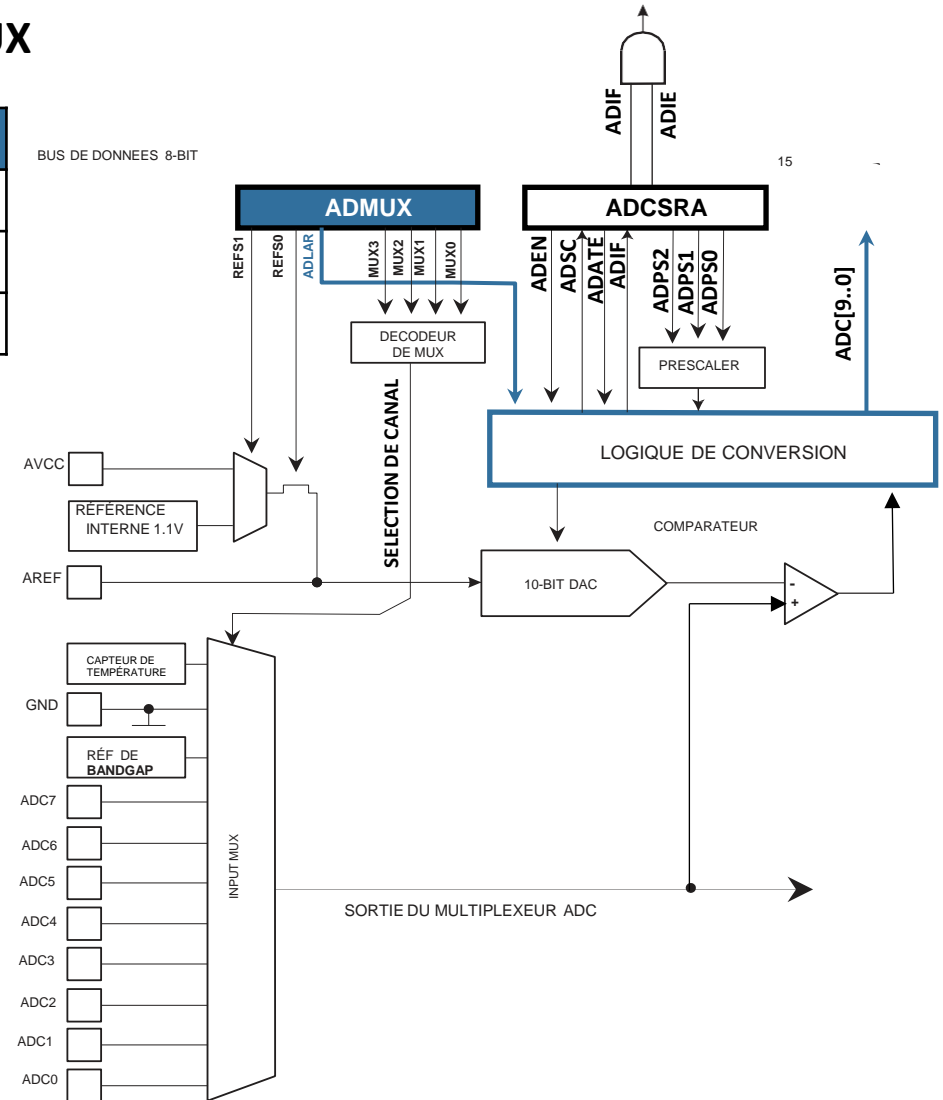 UX
BUS DE DONNEES 8-BIT
15
ADIF
ADIE
ADMUX
ADCSRA
REFS1
REFS0
ADLAR
MUX3
MUX2
MUX1
MUX0
ADEN
ADSC
ADATE
ADIF
ADPS2
ADPS1
ADPS0
ADC[9..0]
DECODEUR
DE MUX
PRESCALER
SELECTION DE CANAL
LOGIQUE DE CONVERSION
AVCC
RÉFÉRENCE
INTERNE 1.1V
COMPARATEUR
AREF
10-BIT DAC
-
+
CAPTEUR DE
TEMPÉRATURE
GND
RÉF DE
BANDGAP
ADC7
ADC6
ADC5
ADC4
ADC3
ADC2
ADC1
ADC0
INPUT MUX
SORTIE DU MULTIPLEXEUR ADC